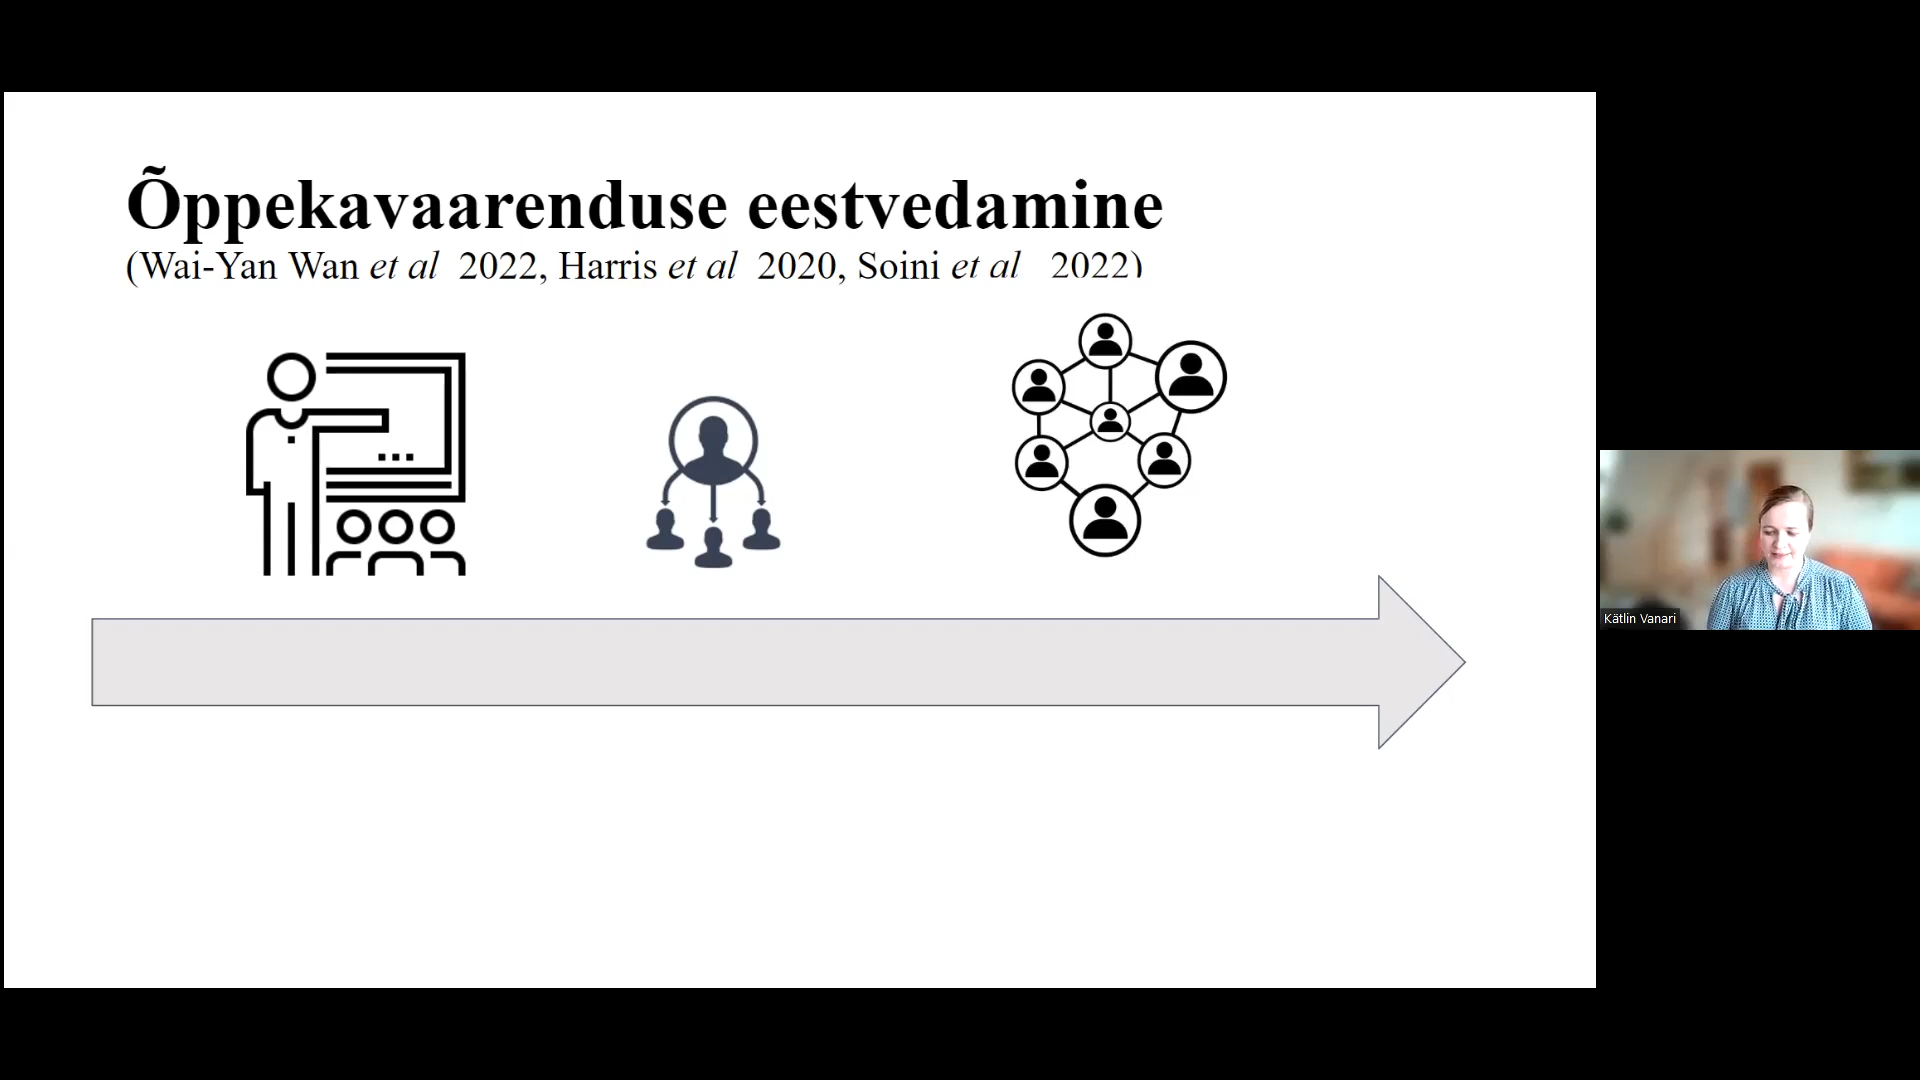 Õppekavaarenduse eestvedamine
(Wai-Yan Wan et al 2022, Harris et al 2020, Soini et al 2022)
Kätlin Vanari